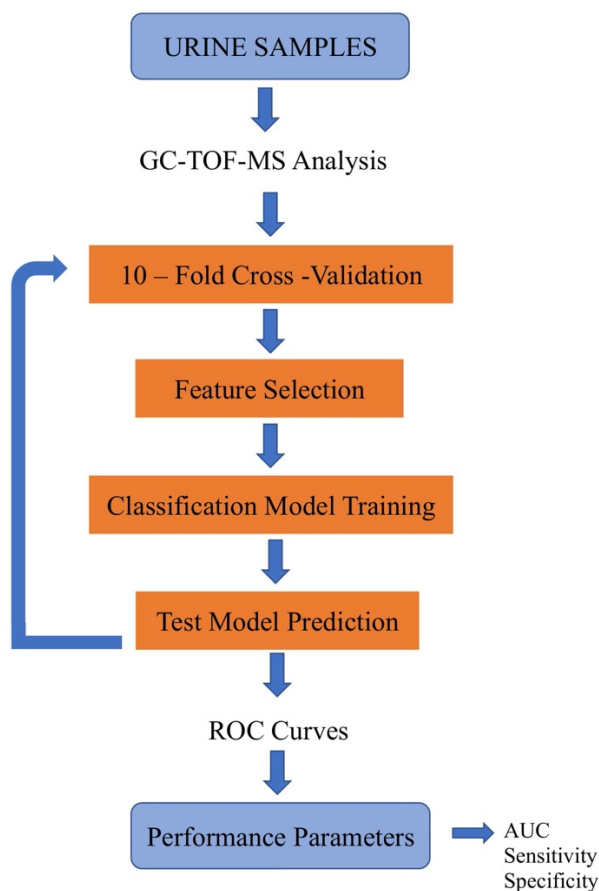 URINE SAMPLES
GC-TOF-MS Analysis
10 – Fold Cross -Validation
Feature Selection
Classification Model Training
Test Model Prediction
ROC Curves
Performance Parameters
AUC
Sensitivity
Specificity